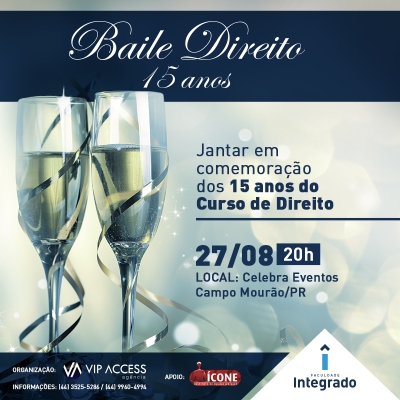 Baile Direito
15 anos
Jantar em
comemoração
dos 15 anos do
Curso de Direito
27/08 20h
LOCAL: Celebra Eventos
Campo Mourão/PR
ORGANIZAÇÃO: VIP ACCESS
agência
APOIO: ÍCONE
INFORMAÇÕES: (44) 3525-5286 / (44) 9940-4994
FACULDADE
Integrado